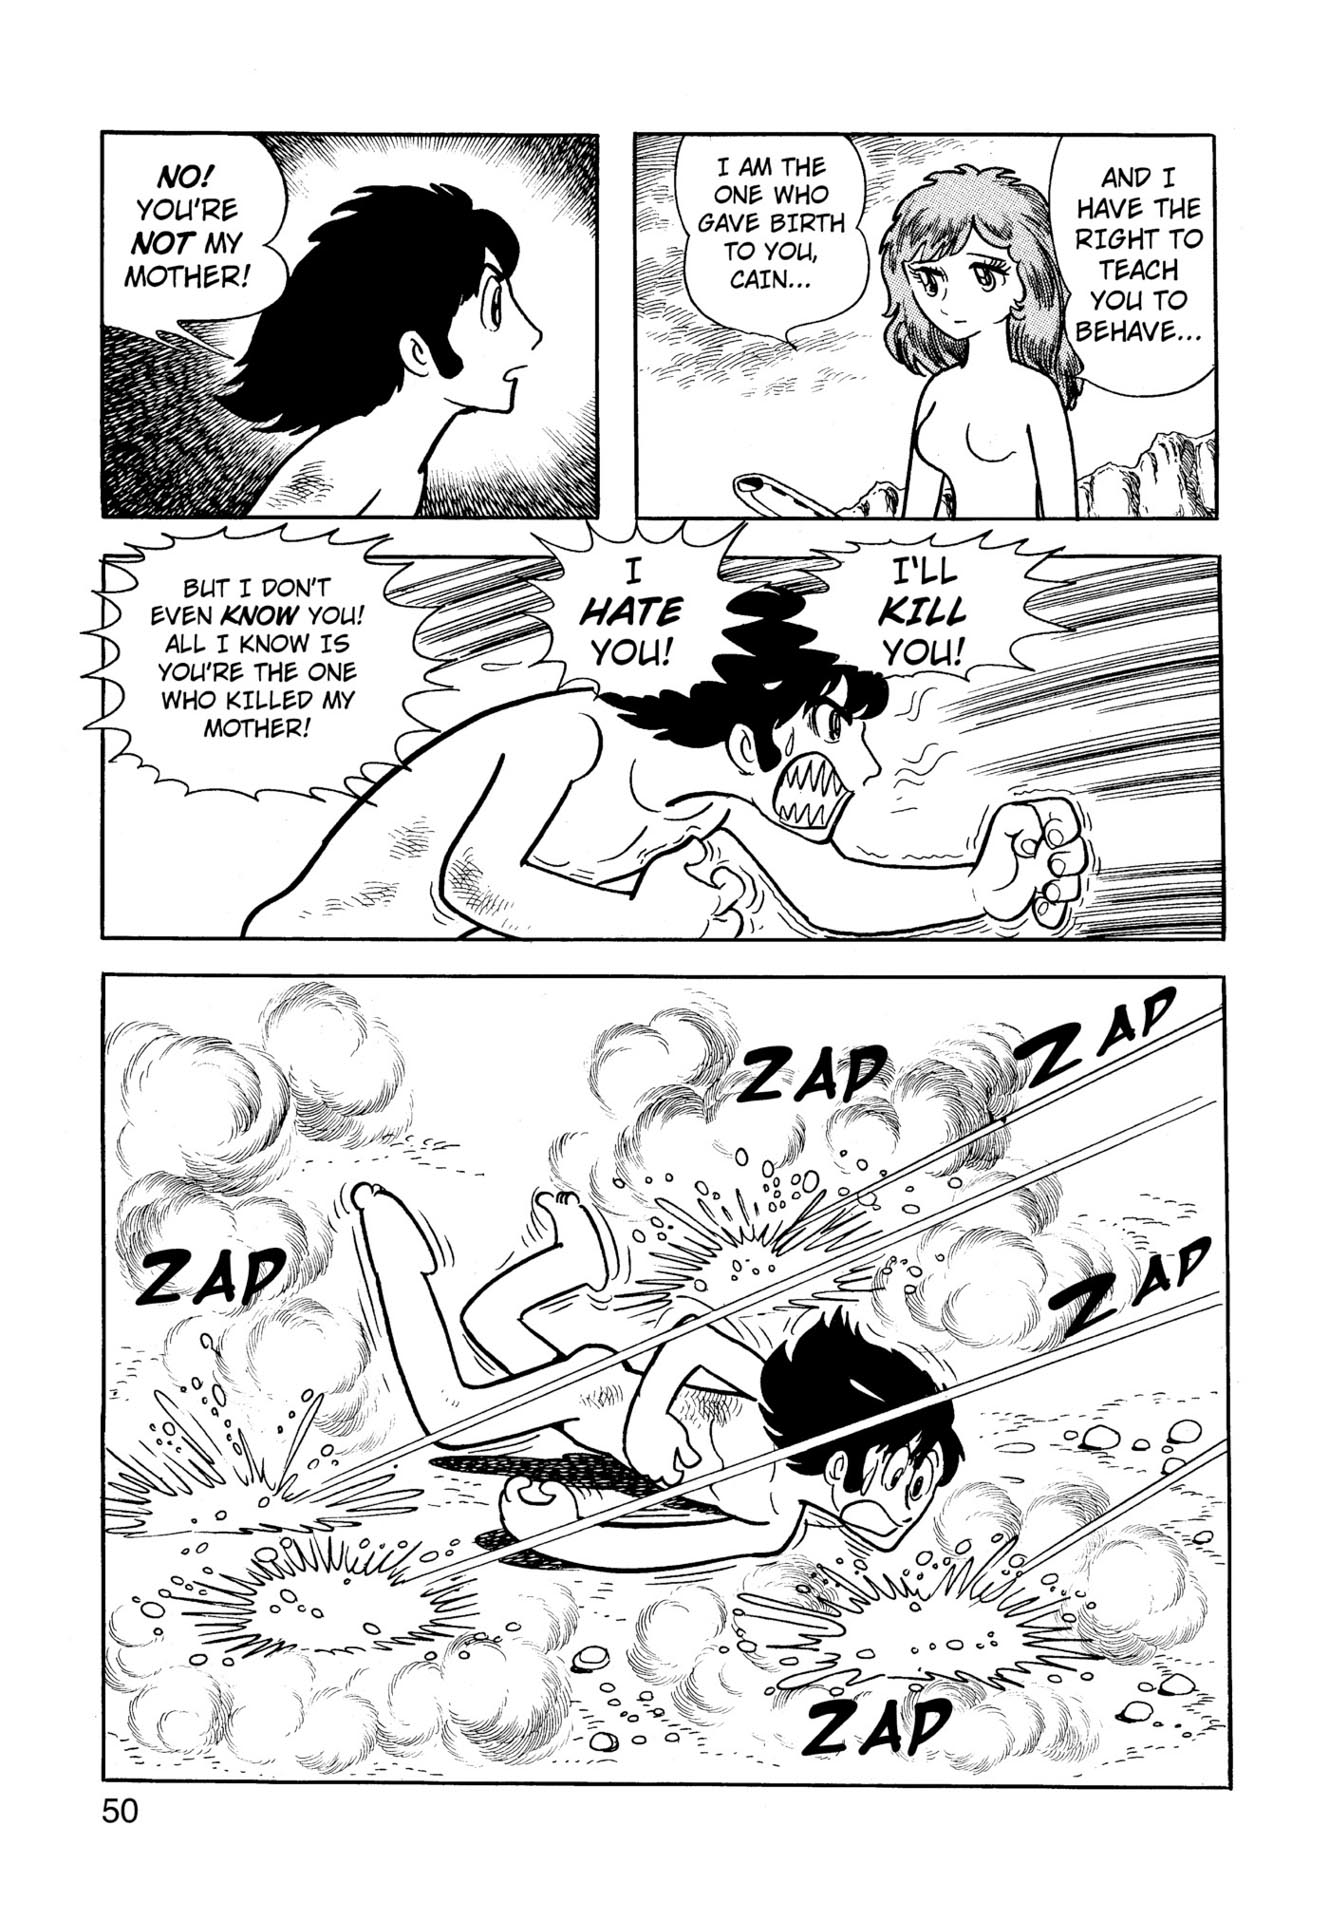 NO!
YOU'RE
NOT MY
MOTHER!
I AM THE
ONE WHO
GAVE BIRTH
TO YOU,
CAIN...
AND I
HAVE THE
RIGHT TO
TEACH
YOU TO
BEHAVE...
BUT I DON'T
EVEN KNOW YOU!
ALL I KNOW IS
YOU'RE THE ONE
WHO KILLED MY
MOTHER!
I
HATE
YOU!
I'LL
KILL
YOU!
ZAP
ZAP
ZAP
ZAP
ZAP
50